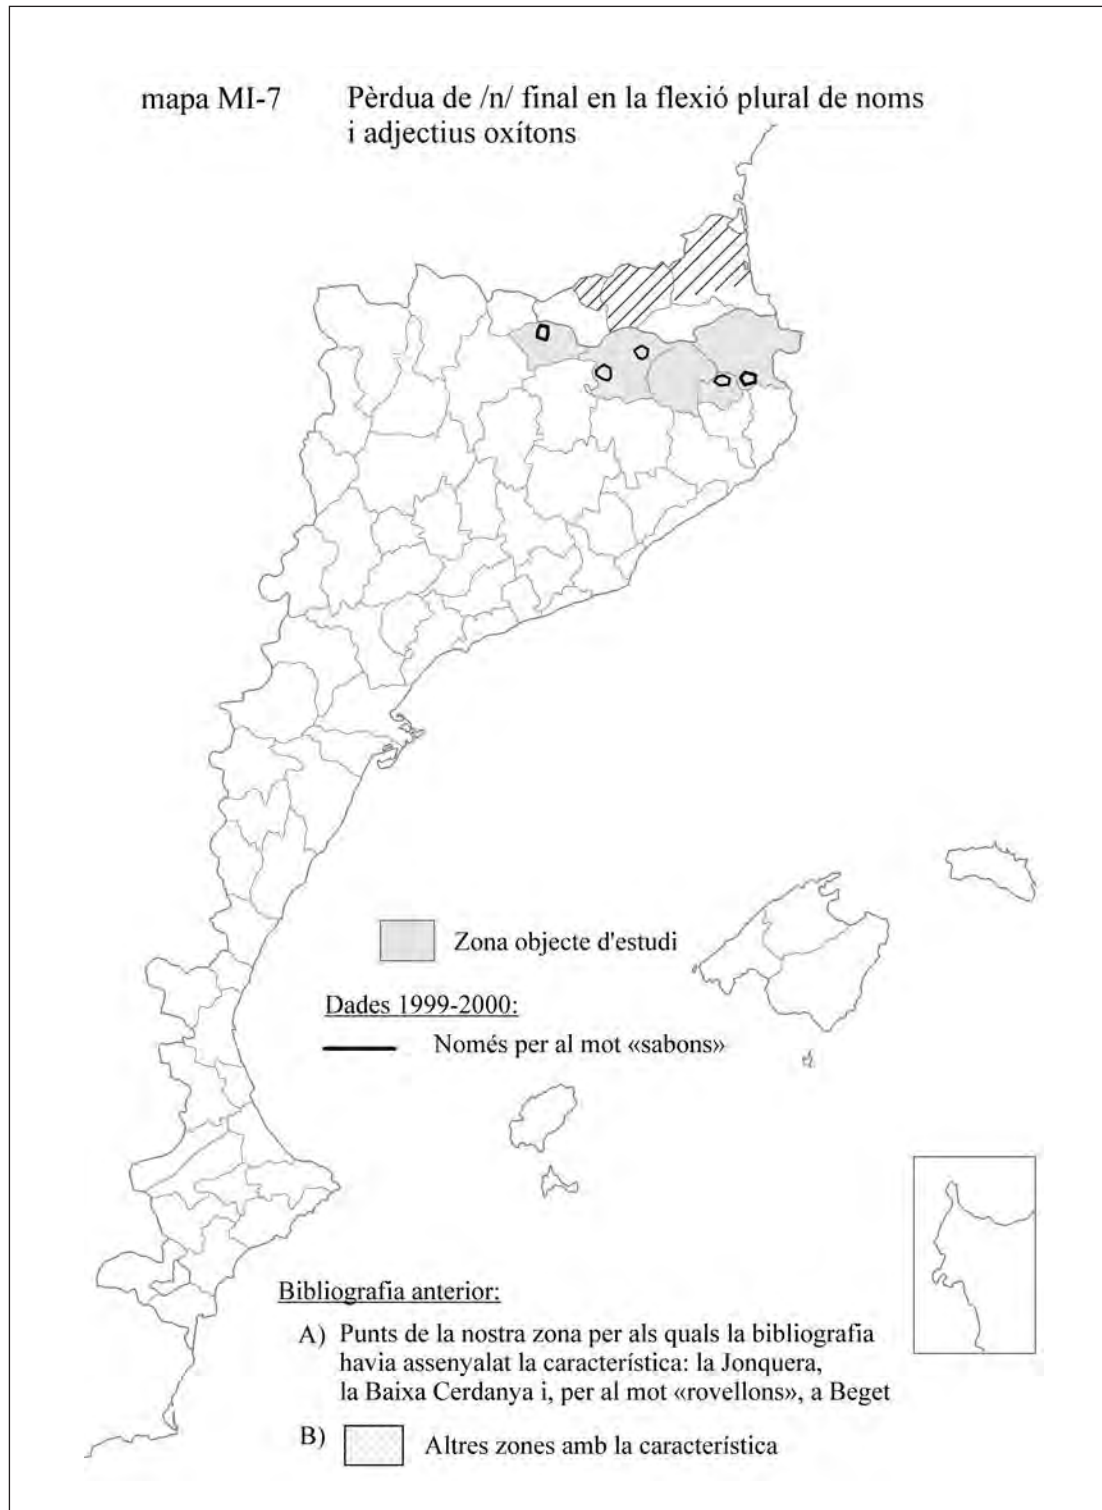 mapa MI-7 Pèrdua de /n/ final en la flexió plural de noms
i adjectius oxítons
Zona objecte d'estudi
Dades 1999-2000:
Només per al mot «sabons»
Bibliografia anterior:
A) Punts de la nostra zona per als quals la bibliografia
havia assenyalat la característica: la Jonquera,
la Baixa Cerdanya i, per al mot «rovellons», a Beget
B) Altres zones amb la característica